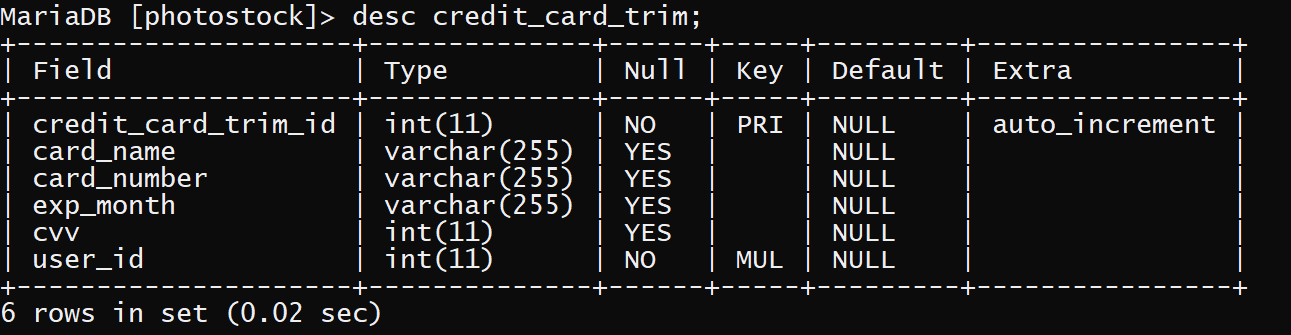 MariaDB [photostock]> desc credit_card_trim;
+---------------------+--------------+------+-----+---------+----------------+
| Field               | Type         | Null | Key | Default | Extra          |
+---------------------+--------------+------+-----+---------+----------------+
| credit_card_trim_id | int(11)      | NO   | PRI | NULL    | auto_increment |
| card_name           | varchar(255) | YES  |     | NULL    |                |
| card_number         | varchar(255) | YES  |     | NULL    |                |
| exp_month           | varchar(255) | YES  |     | NULL    |                |
| cvv                 | int(11)      | YES  |     | NULL    |                |
| user_id             | int(11)      | NO   | MUL | NULL    |                |
+---------------------+--------------+------+-----+---------+----------------+
6 rows in set (0.02 sec)